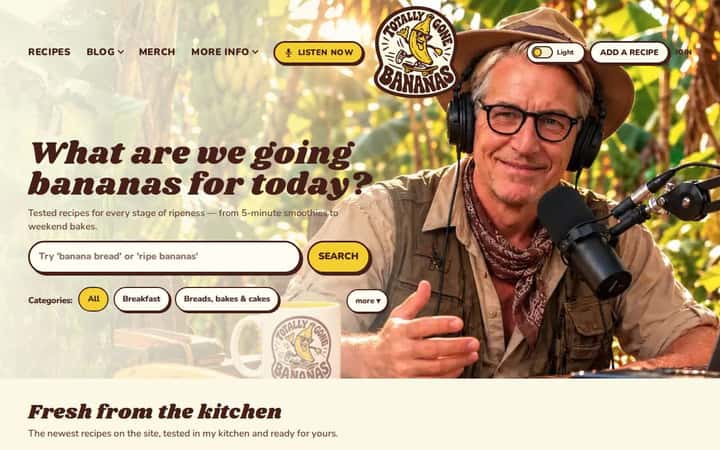 RECIPES BLOG MERCH MORE INFO LISTEN NOW
TOTALLY GONE
BANANAS
Light ADD A RECIPE JOIN
What are we going
bananas for today?
Tested recipes for every stage of ripeness — from 5-minute smoothies to
weekend bakes.
Try 'banana bread' or 'ripe bananas' SEARCH
Categories: All Breakfast Breads, bakes & cakes more ▾
TOTALLY GONE
BANANAS
Fresh from the kitchen
The newest recipes on the site, tested in my kitchen and ready for yours.